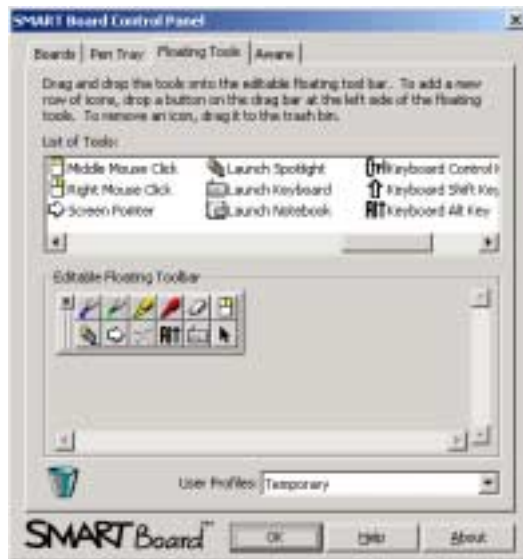 SMART Board Control Panel
Boards Pen Tray Floating Tools Aware
Drag and drop the tools onto the editable floating tool bar. To add a new
row of icons, drop a button on the drag bar at the left side of the floating
tools. To remove an icon, drag it to the trash bin.
List of Tools:
Middle Mouse Click Launch Spotlight Ctrl Keyboard Control K
Right Mouse Click Launch Keyboard Keyboard Shift Key
Screen Pointer Launch Notebook Alt Keyboard Alt Key
Editable Floating Toolbar
Alt
User Profiles Temporary
SMART Board™ OK Help About